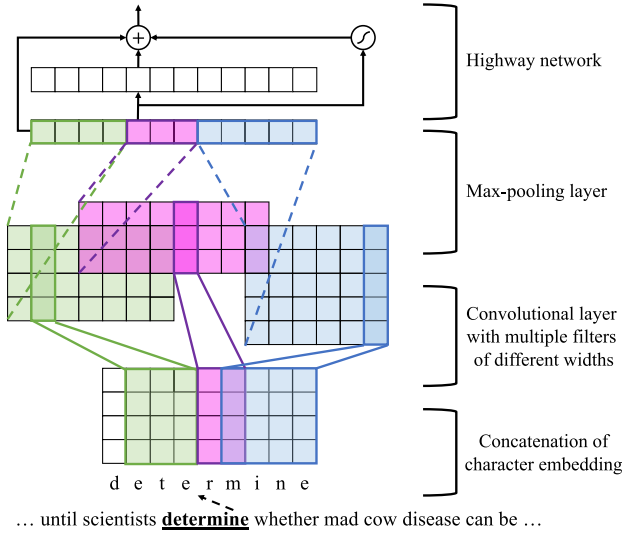 Highway network
Max-pooling layer
Convolutional layer
with multiple filters
of different widths
Concatenation of
character embedding
d e t e r m i n e
… until scientists determine whether mad cow disease can be …